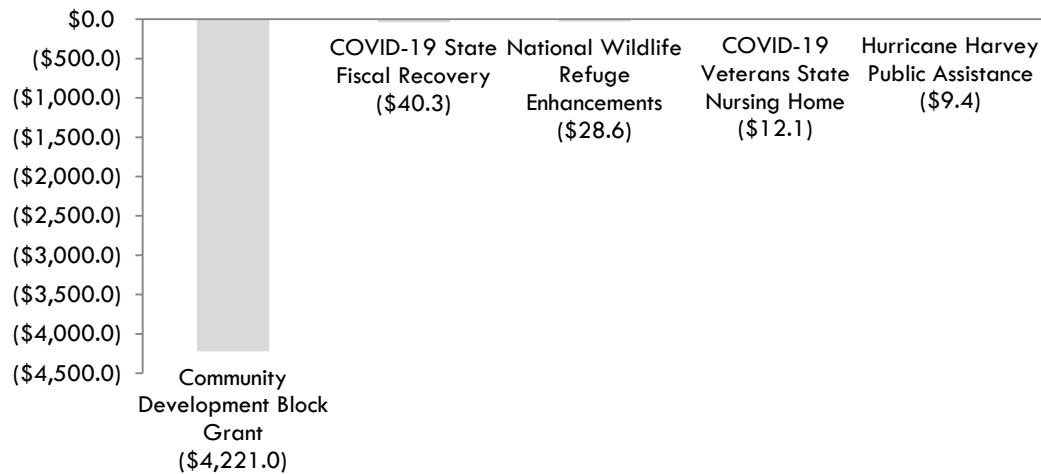 $0.0
($500.0)
($1,000.0)
($1,500.0)
($2,000.0)
($2,500.0)
($3,000.0)
($3,500.0)
($4,000.0)
($4,500.0)
Community
Development Block
Grant
($4,221.0)
COVID-19 State
Fiscal Recovery
($40.3)
National Wildlife
Refuge
Enhancements
($28.6)
COVID-19
Veterans State
Nursing Home
($12.1)
Hurricane Harvey
Public Assistance
($9.4)